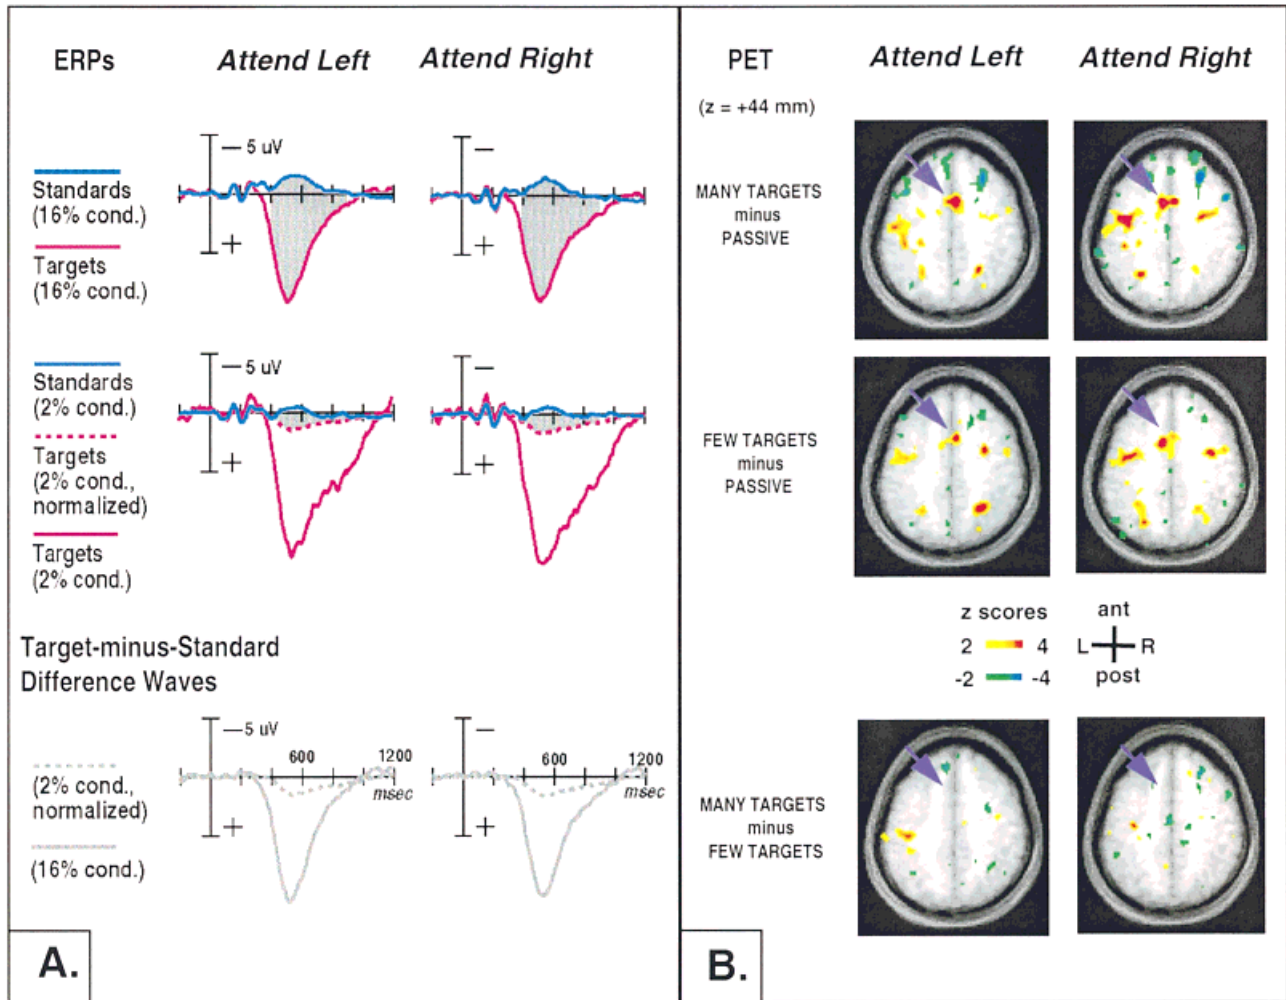 ERPs
Attend Left
Attend Right
— 5 uV
—
Standards
(16% cond.)
+
+
Targets
(16% cond.)
— 5 uV
—
Standards
(2% cond.)
Targets
(2% cond.,
normalized)
+
+
Targets
(2% cond.)
Target-minus-Standard
Difference Waves
—5 uV
—
600
1200
600
1200
msec
msec
(2% cond.,
normalized)
+
+
(16% cond.)
A.
PET
Attend Left
Attend Right
(z = +44 mm)
MANY TARGETS
minus
PASSIVE
FEW TARGETS
minus
PASSIVE
z scores
2
4
-2
-4
ant
L
R
post
MANY TARGETS
minus
FEW TARGETS
B.